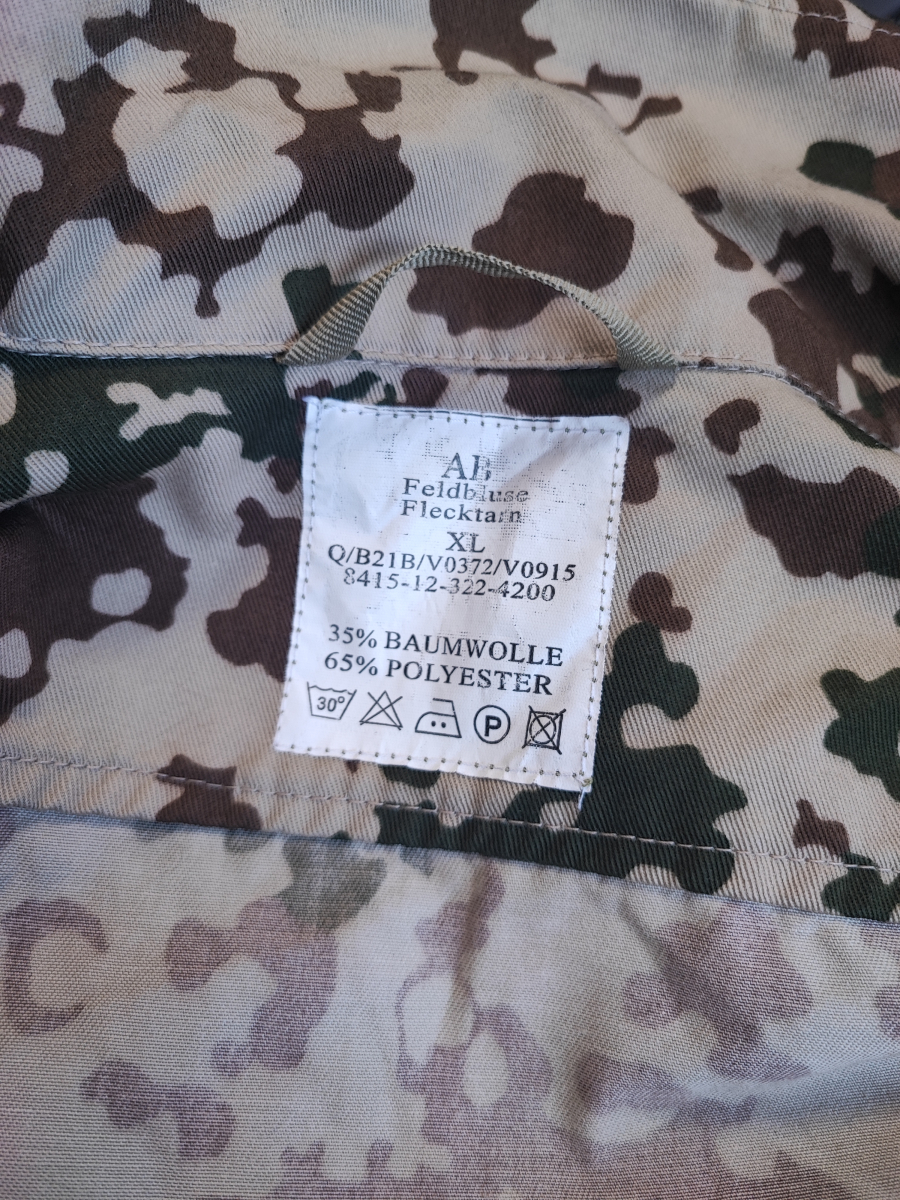 AB
Feldbluse
Flecktarn
XL
Q/B21B/V0372/V0915
8415-12-322-4200
35% BAUMWOLLE
65% POLYESTER
30°
P